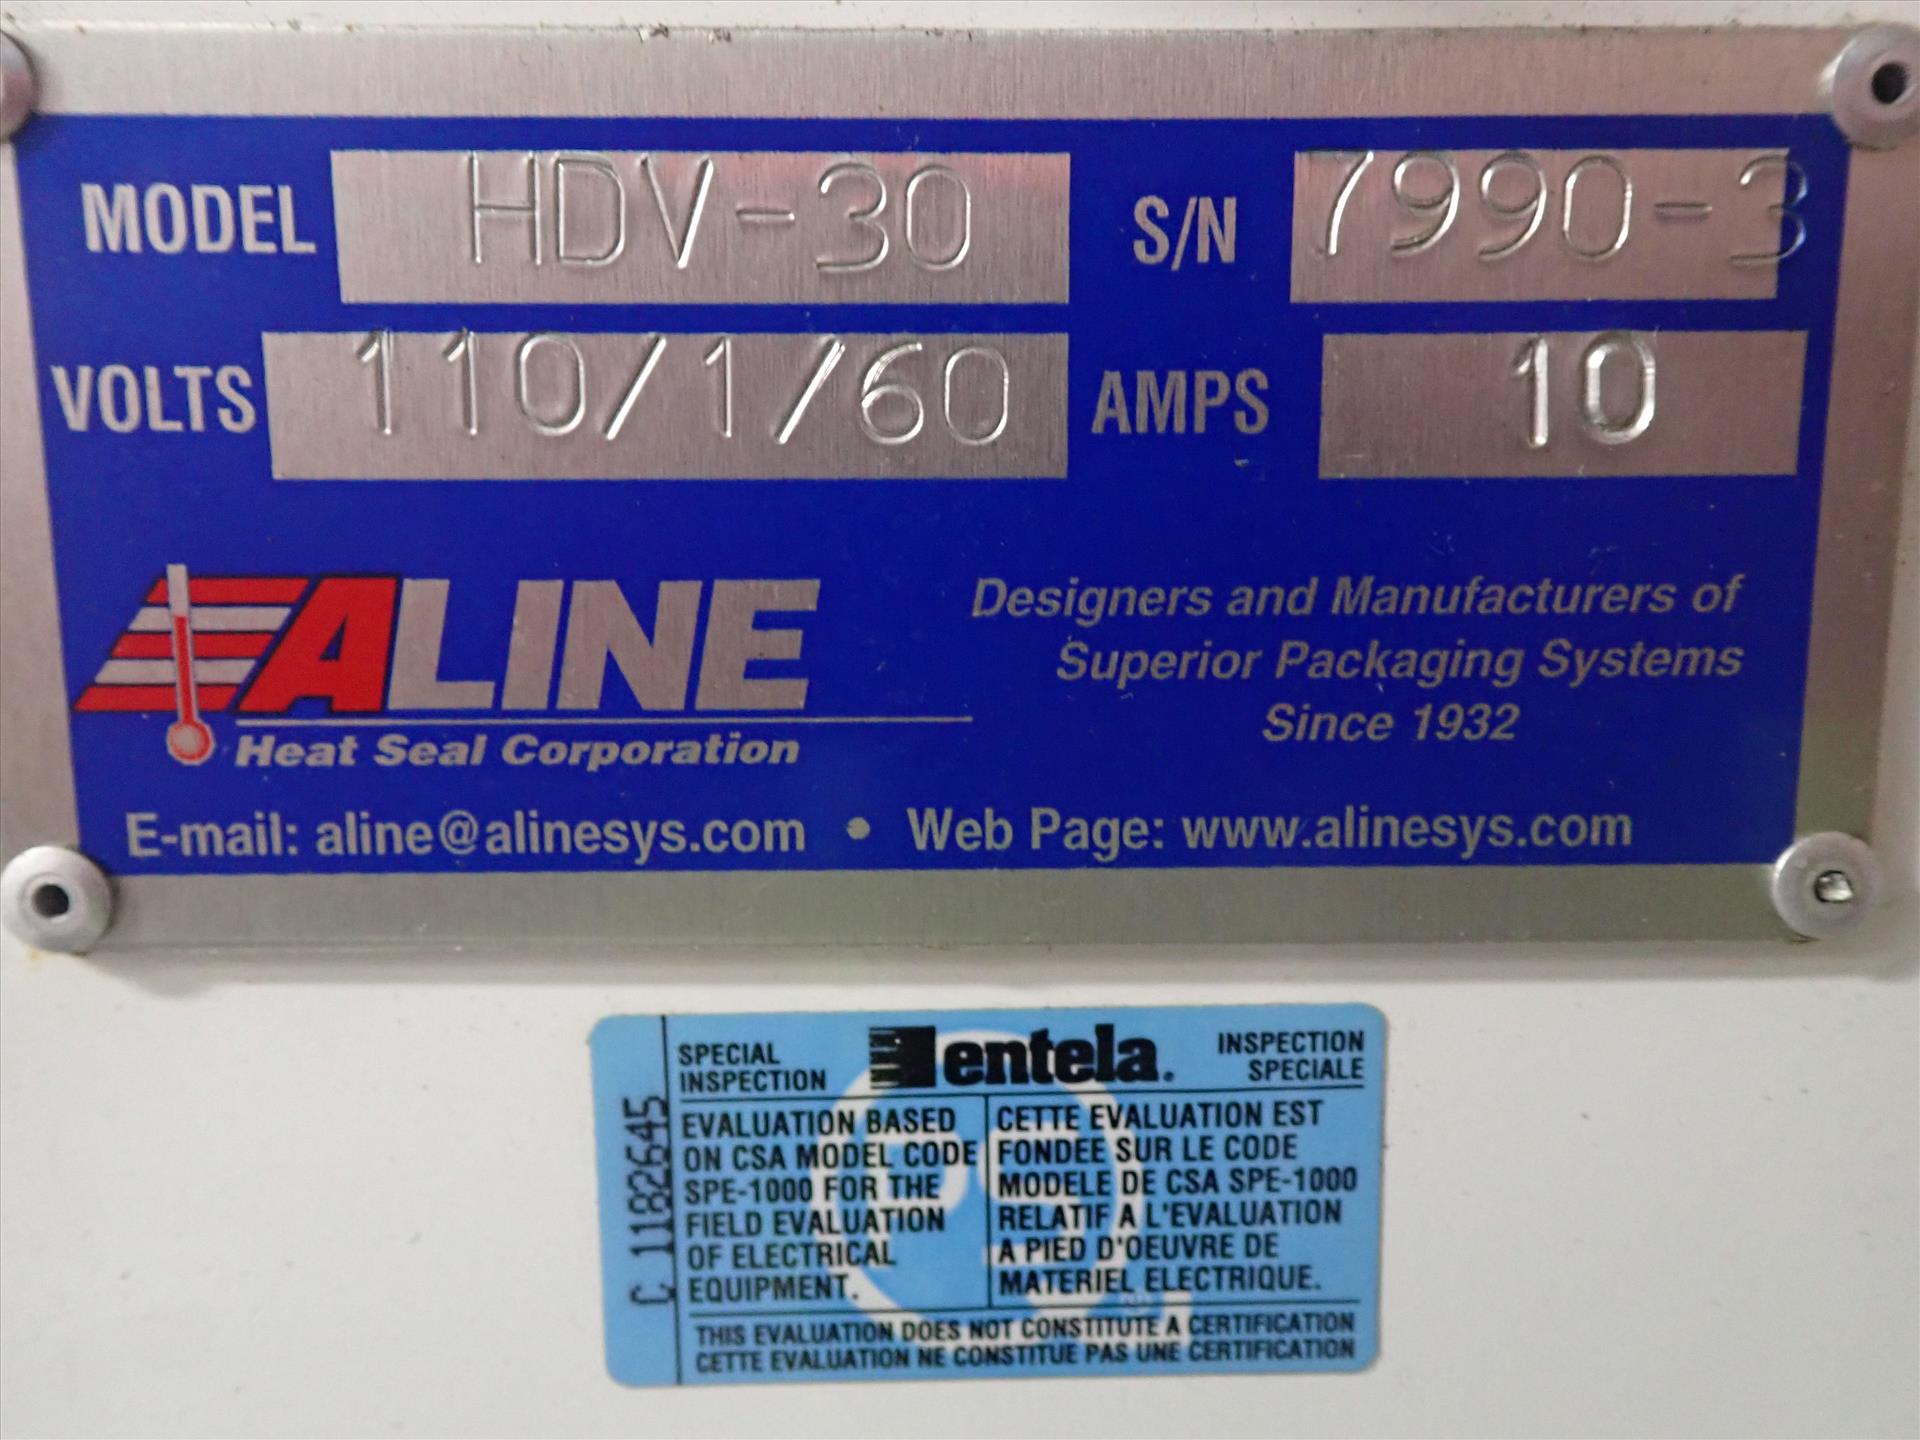 MODEL HDV-30 S/N 7990-3
VOLTS 110/1/60 AMPS 10
ALINE
Heat Seal Corporation
Designers and Manufacturers of
Superior Packaging Systems
Since 1932
E-mail: aline@alinesys.com • Web Page: www.alinesys.com
C 1182645
SPECIAL
INSPECTION
entela.
INSPECTION
SPECIALE
EVALUATION BASED
ON CSA MODEL CODE
SPE-1000 FOR THE
FIELD EVALUATION
OF ELECTRICAL
EQUIPMENT.
CETTE EVALUATION EST
FONDEE SUR LE CODE
MODELE DE CSA SPE-1000
RELATIF A L'EVALUATION
A PIED D'OEUVRE DE
MATERIEL ELECTRIQUE.
THIS EVALUATION DOES NOT CONSTITUTE A CERTIFICATION
CETTE EVALUATION NE CONSTITUE PAS UNE CERTIFICATION